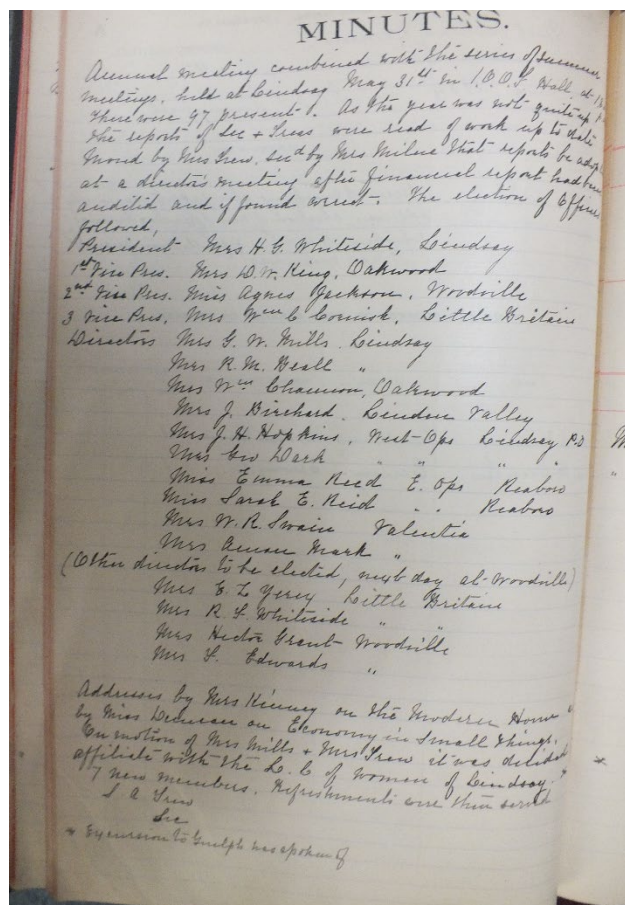 MINUTES.
Annual meeting combined with the series of summer
meetings, held at Lindsay May 31st in I.O.O.F. Hall at
There were 97 present. As the year was not quite up
the reports of Sec & Treas were read of work up to date
Moved by Mrs Trew, secd by Mrs Milne that reports be
at a directors meeting after financial report had been
audited and if found correct. The election of Officers
followed,
President Mrs H. G. Whiteside, Lindsay
1st Vice Pres. Mrs D. W. King, Oakwood
2nd Vice Pres. Miss Agnes Jackson, Woodville
3 Vice Pres. Mrs Wm C Cornish, Little Britain
Directors Mrs G. W. Mills Lindsay
Mrs R. M. Beall "
Mrs Wm Channon, Oakwood
Mrs J. Birchard Linden Valley
Mrs J. H. Hopkins, West-Ops Lindsay P.O
Mrs Geo Dark " " " "
Miss Emma Reid E. Ops Reaboro
Miss Sarah E. Reid " " Reaboro
Mrs W. R. Swain Valentia
Mrs Mark "
(Other directors to be elected, next day at Woodville)
Mrs E. L. Yerex Little Britain
Mrs R. S. Whiteside " "
Mrs Hector Grant Woodville
Mrs S. Edwards "
Addresses by Mrs Kinney on The Modern Home "
by Miss Duncan on Economy in Small Things.
On motion of Mrs Mills & Mrs Trew it was decided
affiliate with the L. C of Women of Lindsay. *
7 new members. Refreshments were then served
S A Trew
Sec
* Excursion to Guelph was spoken of